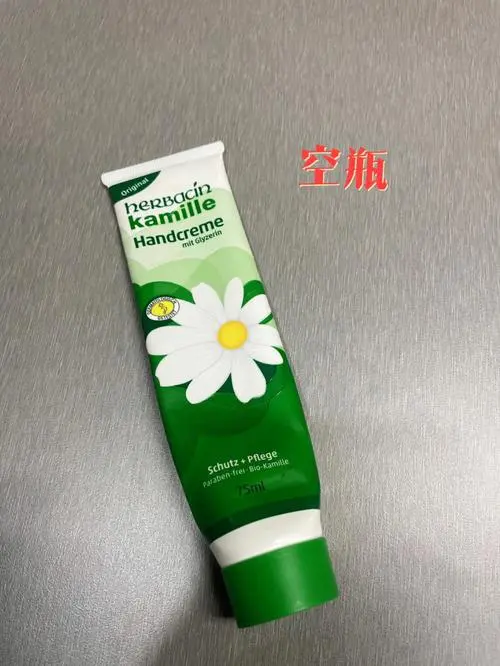 空瓶
Original
herbacin
kamille
Handcreme
mit Glyzerin
Schutz + Pflege
Paraben-frei · Bio-Kamille
75ml